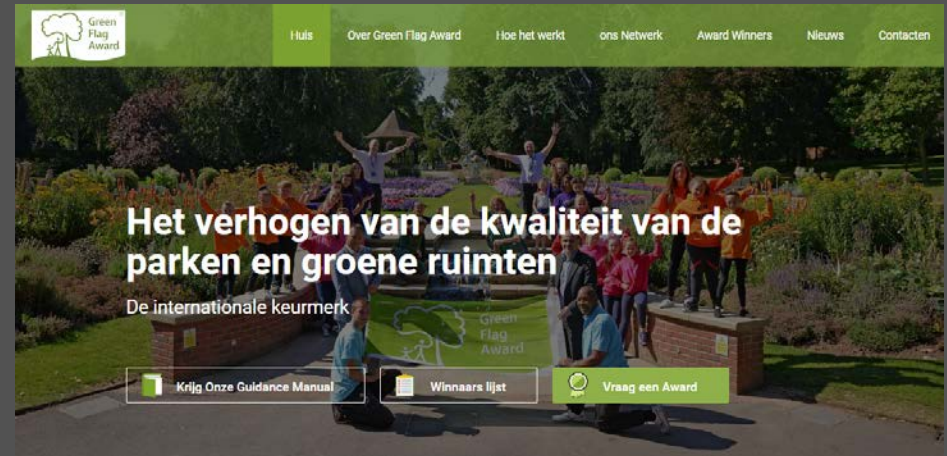 Green
Flag
Award
Huis
Over Green Flag Award
Hoe het werkt
ons Netwerk
Award Winners
Nieuws
Contacten
Het verhogen van de kwaliteit van de
parken en groene ruimten
De internationale keurmerk
Green
Flag
Award
Krijg Onze Guidance Manual
Winnaars lijst
Vraag een Award